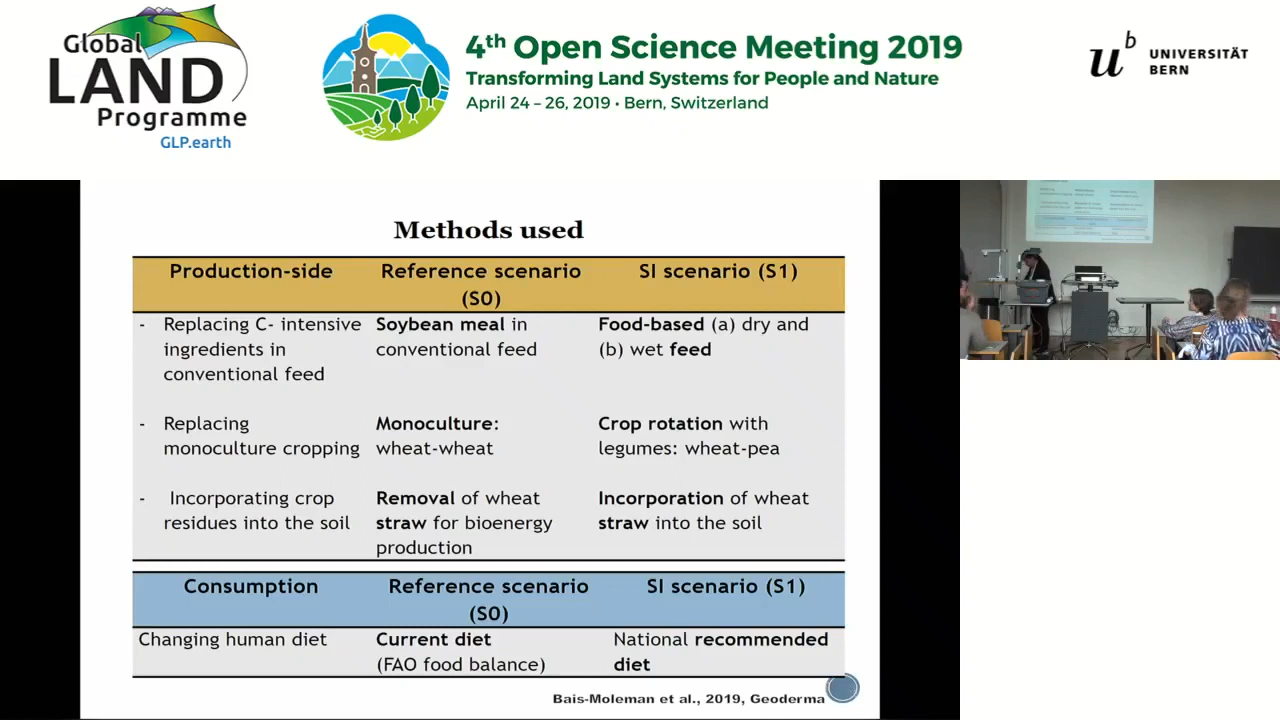 Global
LAND
Programme
GLP.earth
4th Open Science Meeting 2019
Transforming Land Systems for People and Nature
April 24 – 26, 2019 • Bern, Switzerland
u b
UNIVERSITÄT
BERN
Methods used
Production-side Reference scenario (S0) SI scenario (S1)
- Replacing C- intensive ingredients in conventional feed Soybean meal in conventional feed Food-based (a) dry and (b) wet feed
- Replacing monoculture cropping Monoculture: wheat-wheat Crop rotation with legumes: wheat-pea
- Incorporating crop residues into the soil Removal of wheat straw for bioenergy production Incorporation of wheat straw into the soil
Consumption Reference scenario (S0) SI scenario (S1)
Changing human diet Current diet (FAO food balance) National recommended diet
Bais-Moleman et al., 2019, Geoderma